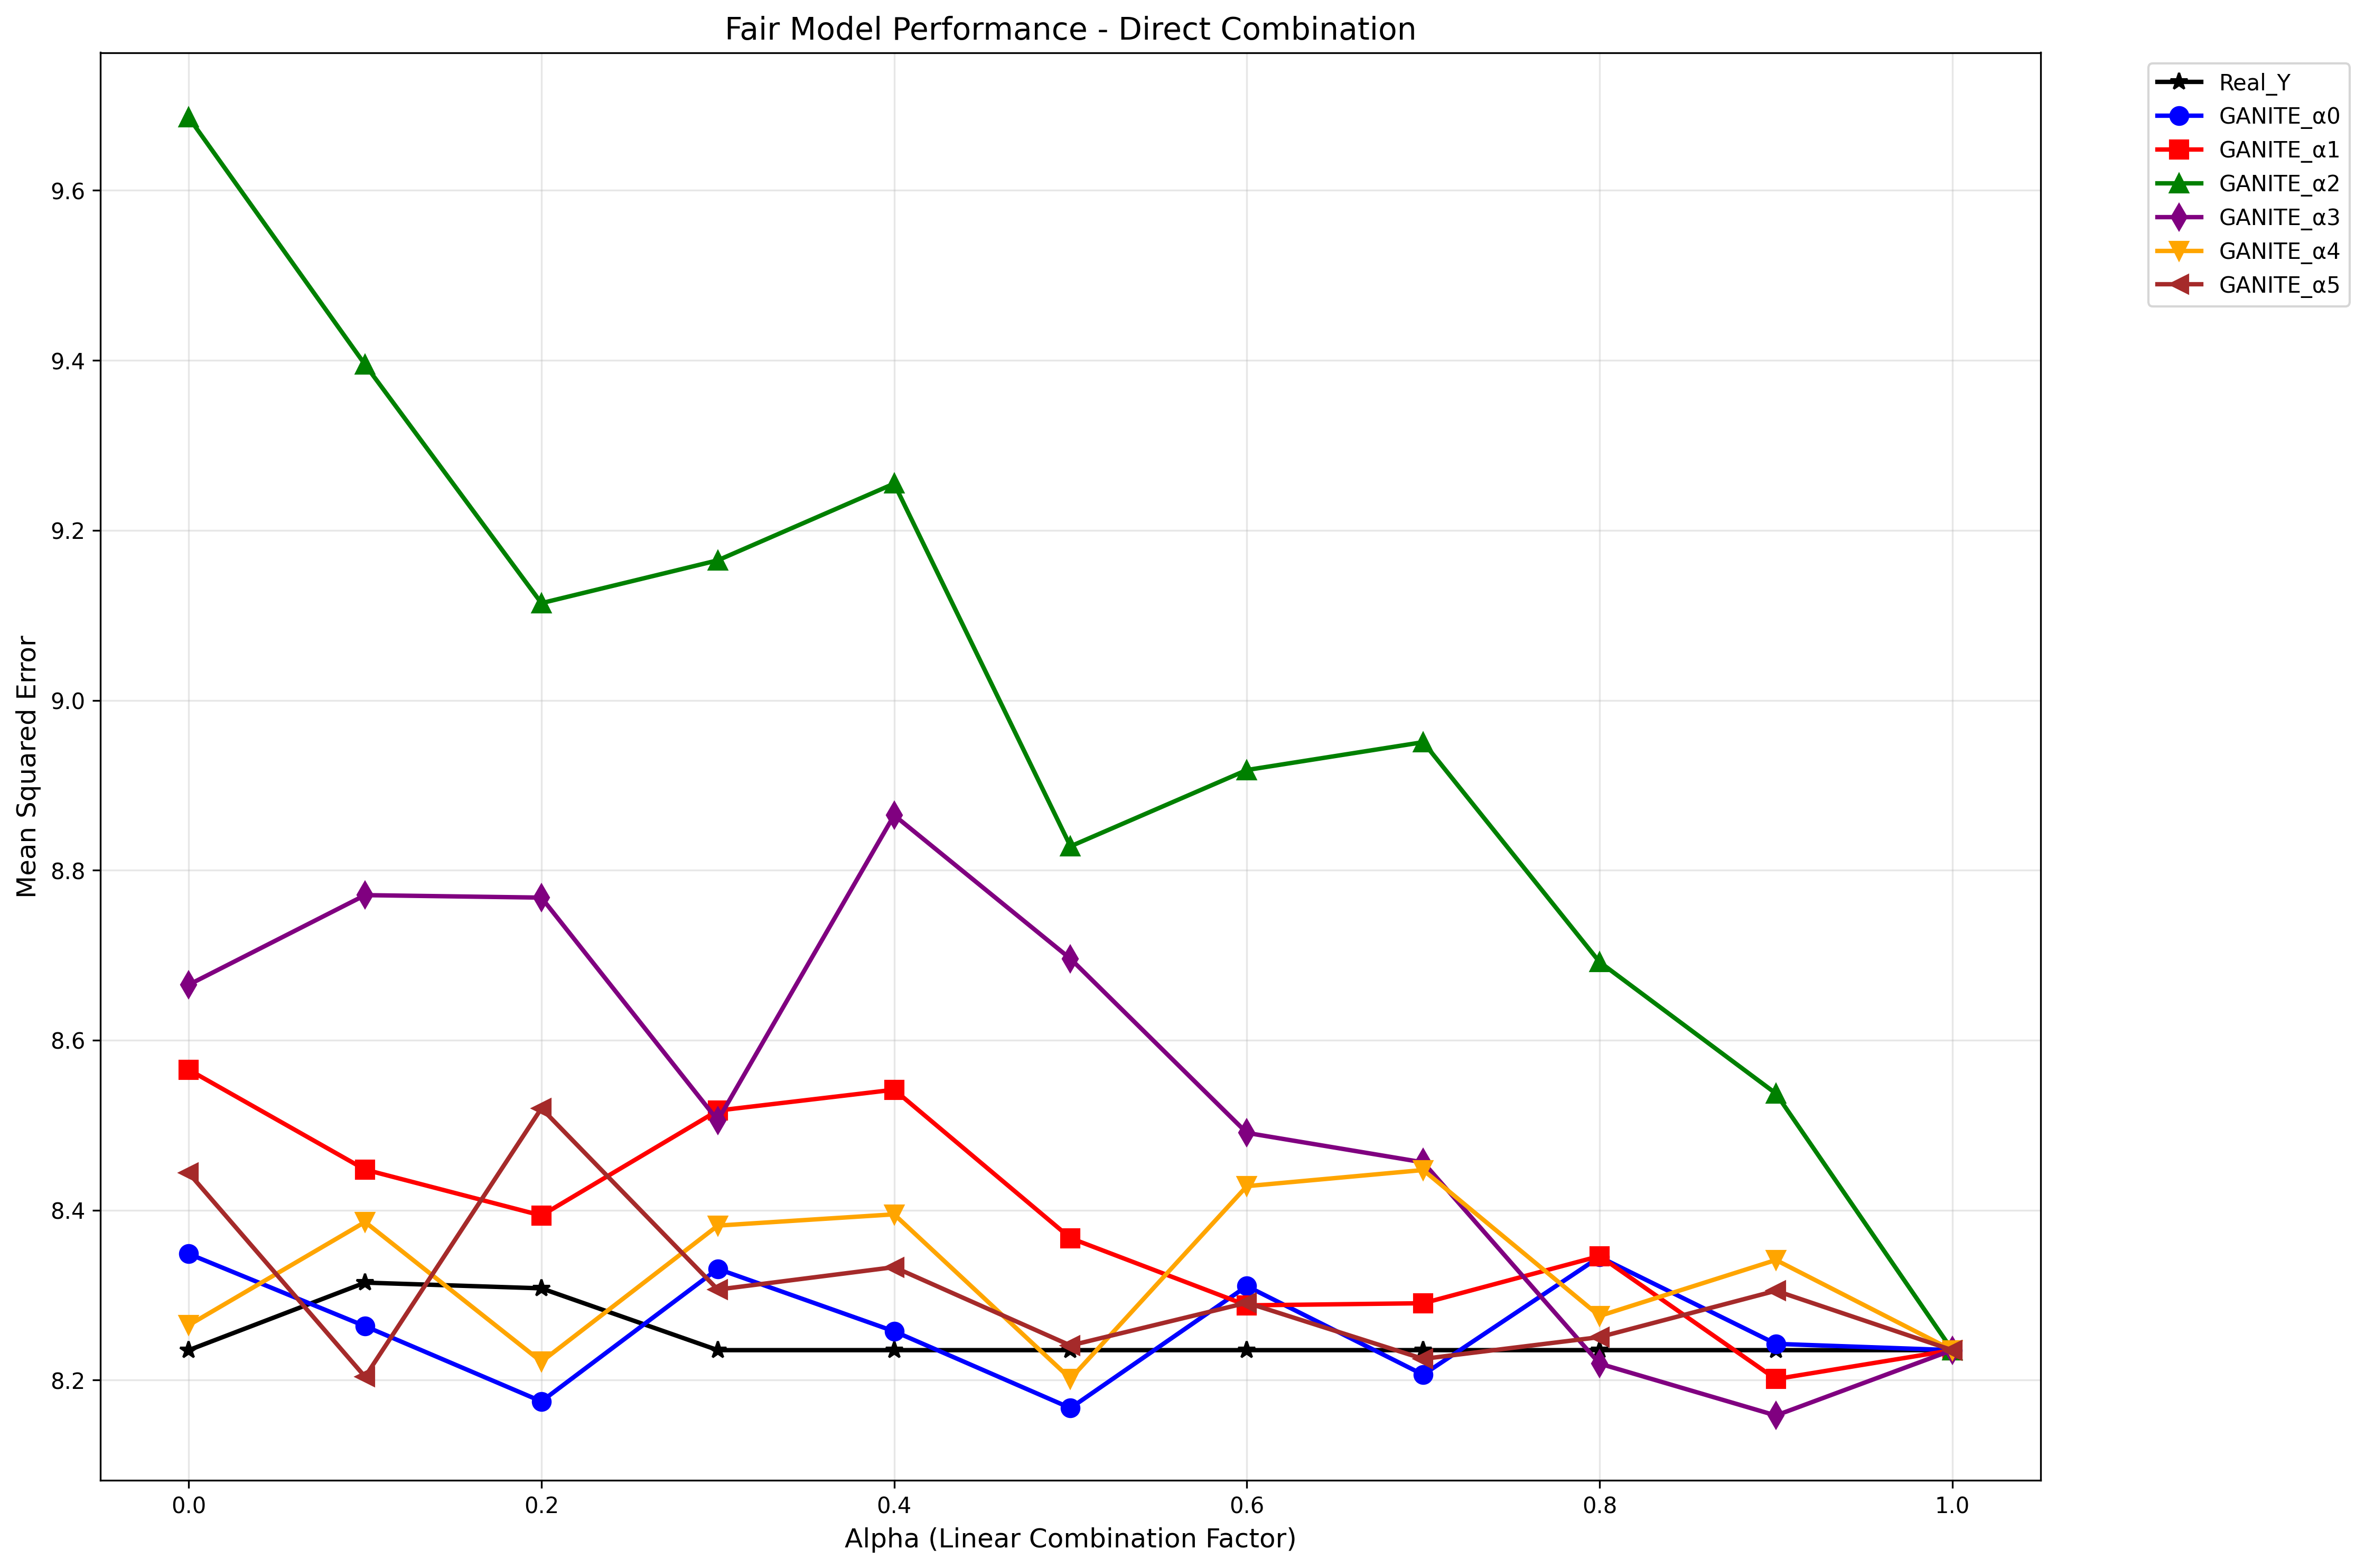 Fair Model Performance - Direct Combination
Real_Y
GANITE_α0
GANITE_α1
GANITE_α2
GANITE_α3
GANITE_α4
GANITE_α5
Mean Squared Error
9.6
9.4
9.2
9.0
8.8
8.6
8.4
8.2
0.0 0.2 0.4 0.6 0.8 1.0
Alpha (Linear Combination Factor)